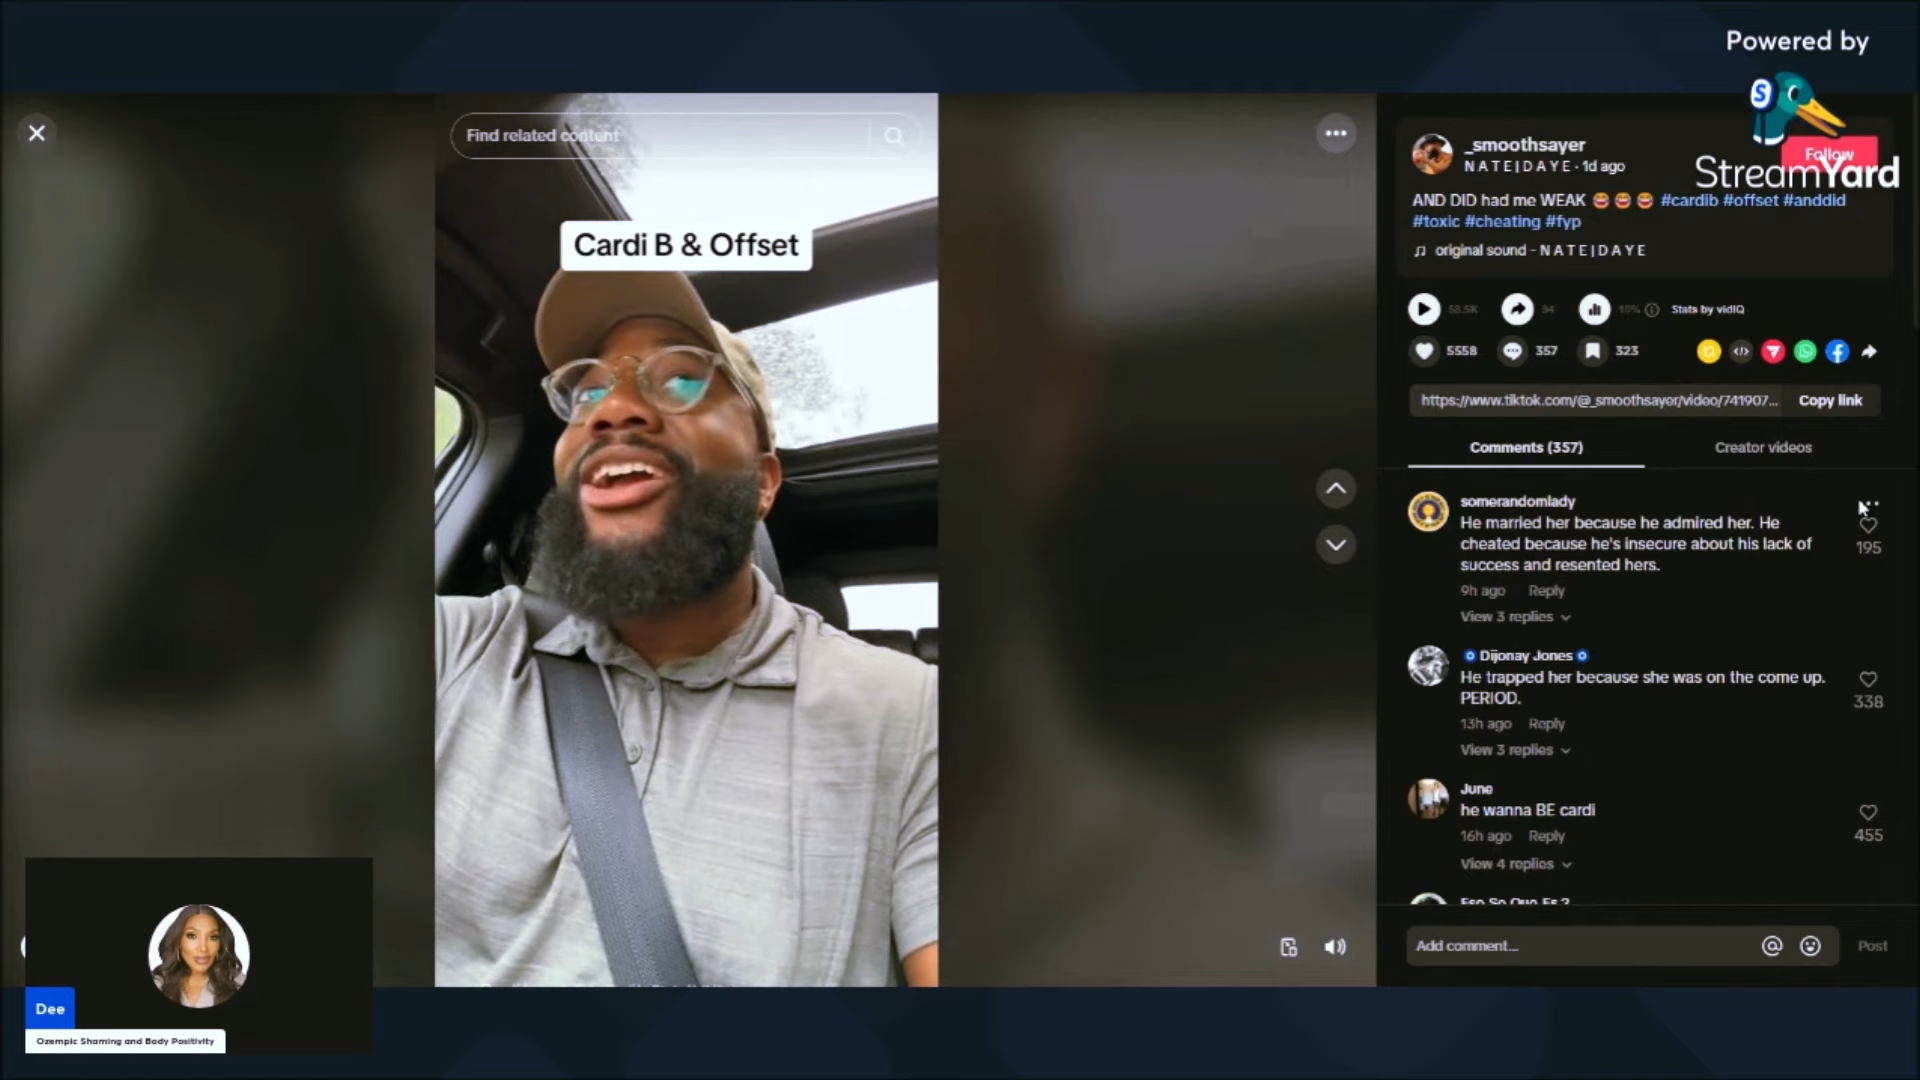 Powered by
StreamYard
Find related content
Cardi B & Offset
_smoothsayer
N A T E | D A Y E · 1d ago
Follow
AND DID had me WEAK 😂 😂 😂 #cardib #offset #anddid
#toxic #cheating #fyp
original sound - N A T E | D A Y E
58.5K
94
10%
Stats by vidIQ
5558
357
323
https://www.tiktok.com/@_smoothsayer/video/741907...
Copy link
Comments (357)
Creator videos
somerandomlady
He married her because he admired her. He
cheated because he's insecure about his lack of
success and resented hers.
195
9h ago Reply
View 3 replies
Dijonay Jones
He trapped her because she was on the come up.
PERIOD.
338
13h ago Reply
View 3 replies
June
he wanna BE cardi
455
16h ago Reply
View 4 replies
Add comment...
Post
Dee
Ozempic Shaming and Body Positivity